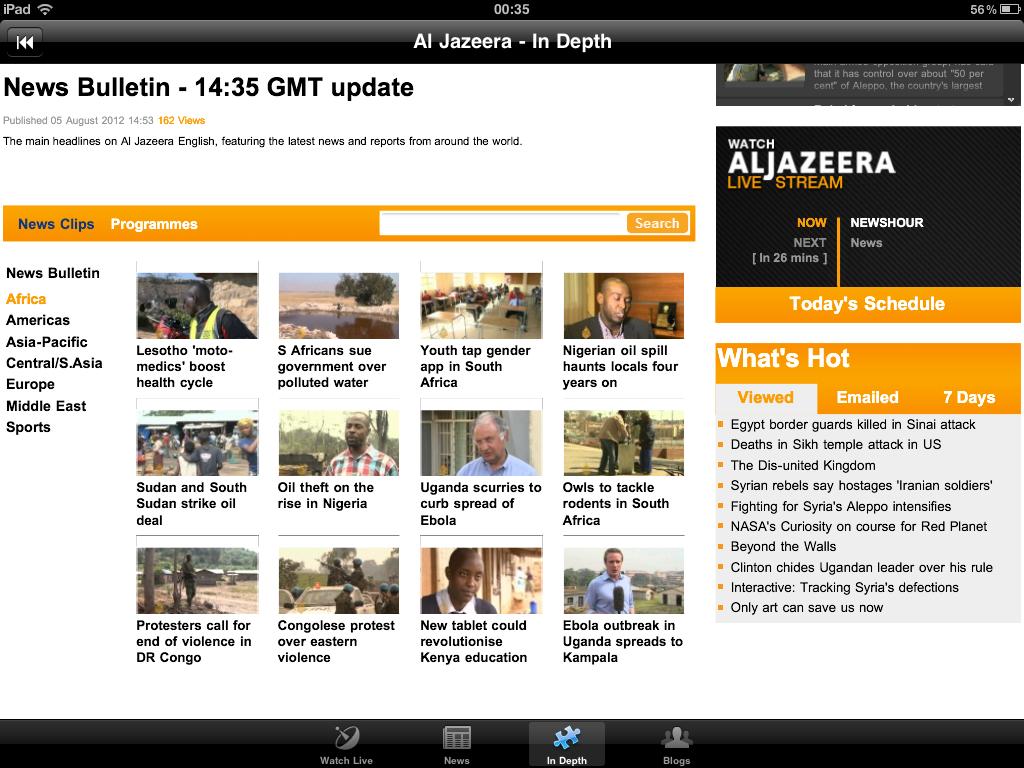 iPad
00:35
56%
Al Jazeera - In Depth
News Bulletin - 14:35 GMT update
Published 05 August 2012 14:53 162 Views
The main headlines on Al Jazeera English, featuring the latest news and reports from around the world.
News Clips
Programmes
Search
News Bulletin
Africa
Americas
Asia-Pacific
Central/S.Asia
Europe
Middle East
Sports
Lesotho 'moto-
medics' boost
health cycle
S Africans sue
government over
polluted water
Youth tap gender
app in South
Africa
Nigerian oil spill
haunts locals four
years on
Sudan and South
Sudan strike oil
deal
Oil theft on the
rise in Nigeria
Uganda scurries to
curb spread of
Ebola
Owls to tackle
rodents in South
Africa
Protesters call for
end of violence in
DR Congo
Congolese protest
over eastern
violence
New tablet could
revolutionise
Kenya education
Ebola outbreak in
Uganda spreads to
Kampala
that it has control over about "50 per
cent" of Aleppo, the country's largest
WATCH
ALJAZEERA
LIVE STREAM
NOW NEWSHOUR
NEXT News
[ In 26 mins ]
Today's Schedule
What's Hot
Viewed
Emailed
7 Days
Egypt border guards killed in Sinai attack
Deaths in Sikh temple attack in US
The Dis-united Kingdom
Syrian rebels say hostages 'Iranian soldiers'
Fighting for Syria's Aleppo intensifies
NASA's Curiosity on course for Red Planet
Beyond the Walls
Clinton chides Ugandan leader over his rule
Interactive: Tracking Syria's defections
Only art can save us now
Watch Live
News
In Depth
Blogs